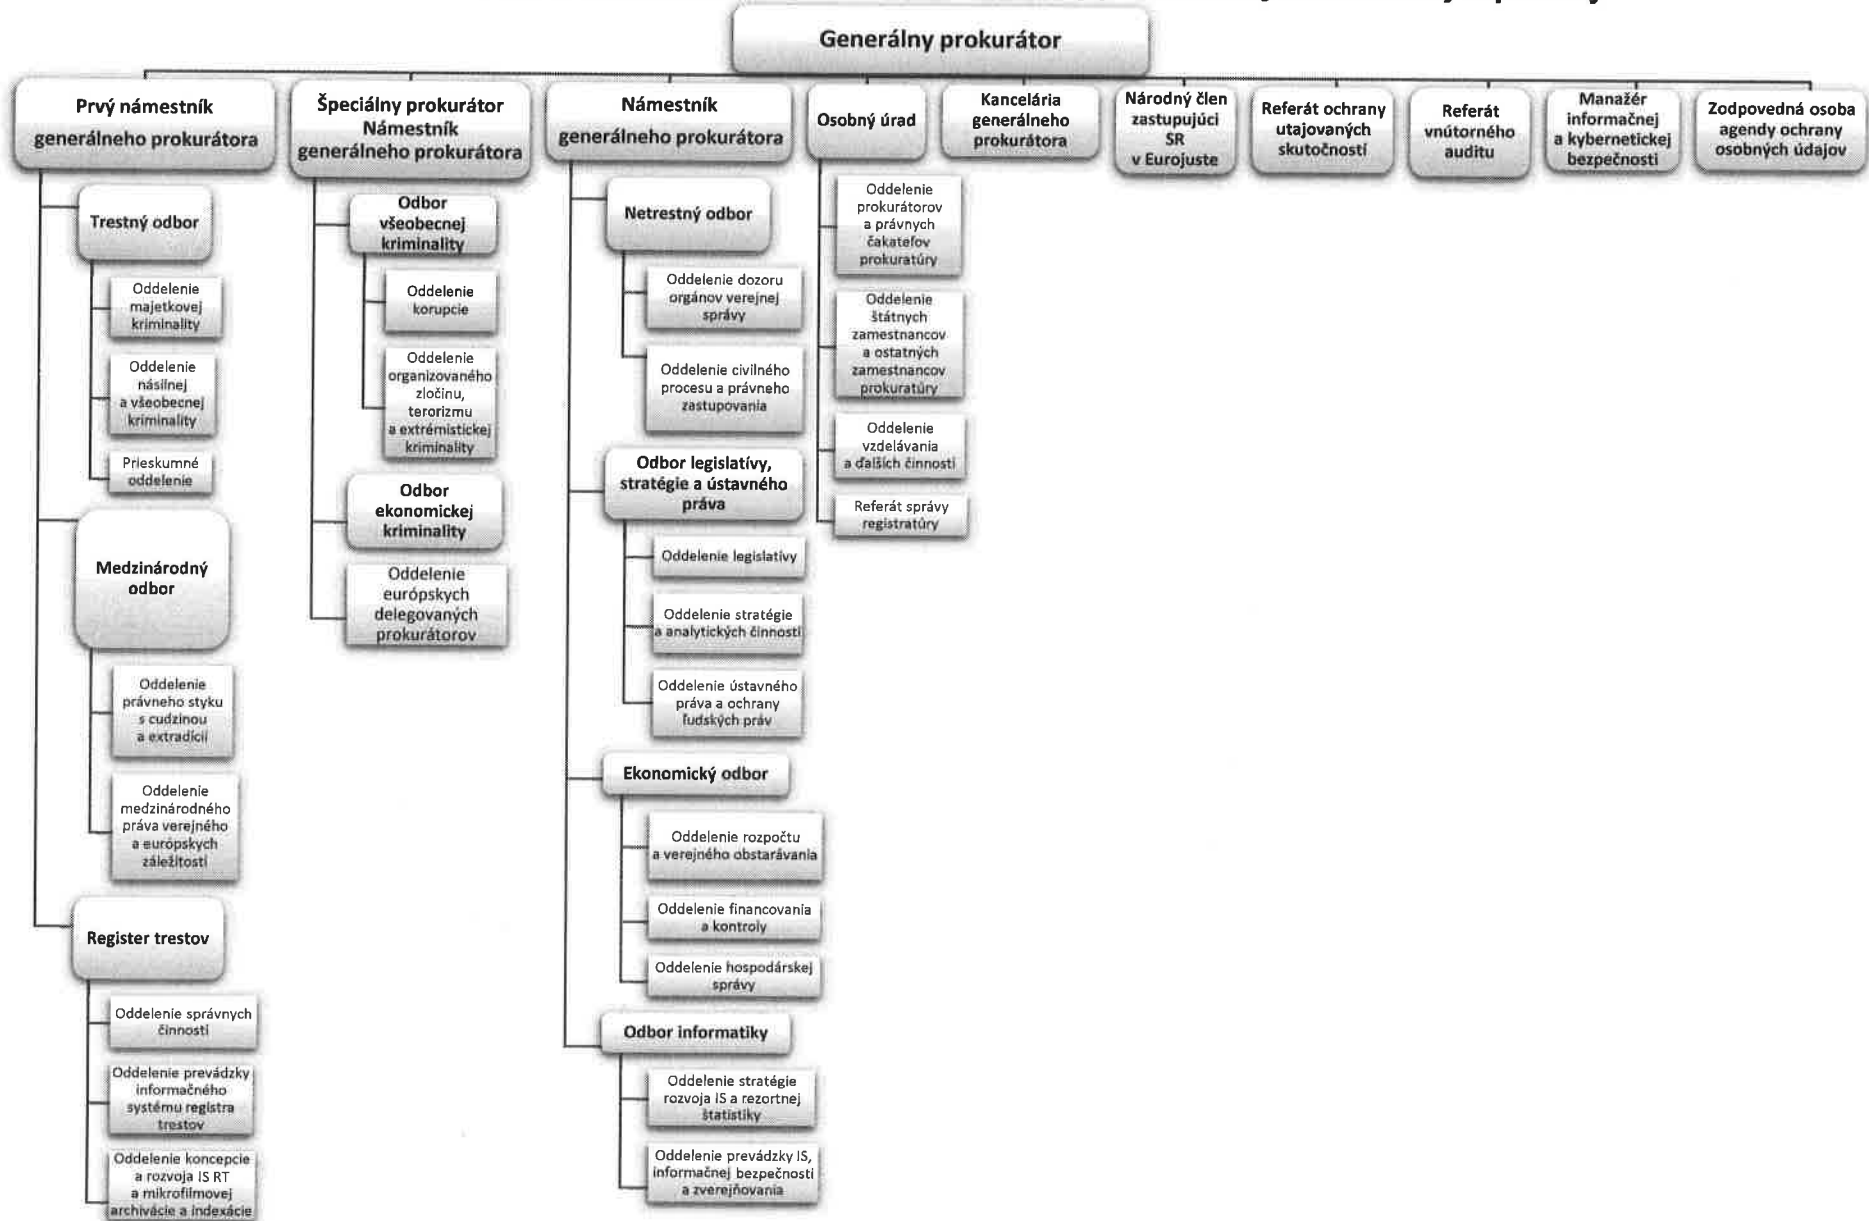 Generálny prokurátor
Prvý námestník
generálneho prokurátora
Trestný odbor
Oddelenie
majetkovej
kriminality
Oddelenie
násilnej
a všeobecnej
kriminality
Prieskumné
oddelenie
Medzinárodný
odbor
Oddelenie
právneho styku
s cudzinou
a extradícií
Oddelenie
medzinárodného
práva verejného
a európskych
záležitostí
Register trestov
Oddelenie správnych
činností
Oddelenie prevádzky
informačného
systému registra
trestov
Oddelenie koncepcie
a rozvoja IS RT
a mikrofilmovej
archivácie a indexácie
Špeciálny prokurátor
Námestník
generálneho prokurátora
Odbor
všeobecnej
kriminality
Oddelenie
korupcie
Oddelenie
organizovaného
zločinu,
terorizmu
a extrémistickej
kriminality
Odbor
ekonomickej
kriminality
Oddelenie
európskych
delegovaných
prokurátorov
Námestník
generálneho prokurátora
Netrestný odbor
Oddelenie dozoru
orgánov verejnej
správy
Oddelenie civilného
procesu a právneho
zastupovania
Odbor legislatívy,
stratégie a ústavného
práva
Oddelenie legislatívy
Oddelenie stratégie
a analytických činností
Oddelenie ústavného
práva a ochrany
ľudských práv
Ekonomický odbor
Oddelenie rozpočtu
a verejného obstarávania
Oddelenie financovania
a kontroly
Oddelenie hospodárskej
správy
Odbor informatiky
Oddelenie stratégie
rozvoja IS a rezortnej
štatistiky
Oddelenie prevádzky IS,
informačnej bezpečnosti
a zverejňovania
Osobný úrad
Oddelenie
prokurátorov
a právnych
čakateľov
prokuratúry
Oddelenie
štátnych
zamestnancov
a ostatných
zamestnancov
prokuratúry
Oddelenie
vzdelávania
a ďalších činností
Referát správy
registratúry
Kancelária
generálneho
prokurátora
Národný člen
zastupujúci
SR
v Eurojuste
Referát ochrany
utajovaných
skutočností
Referát
vnútorného
auditu
Manažér
informačnej
a kybernetickej
bezpečnosti
Zodpovedná osoba
agendy ochrany
osobných údajov